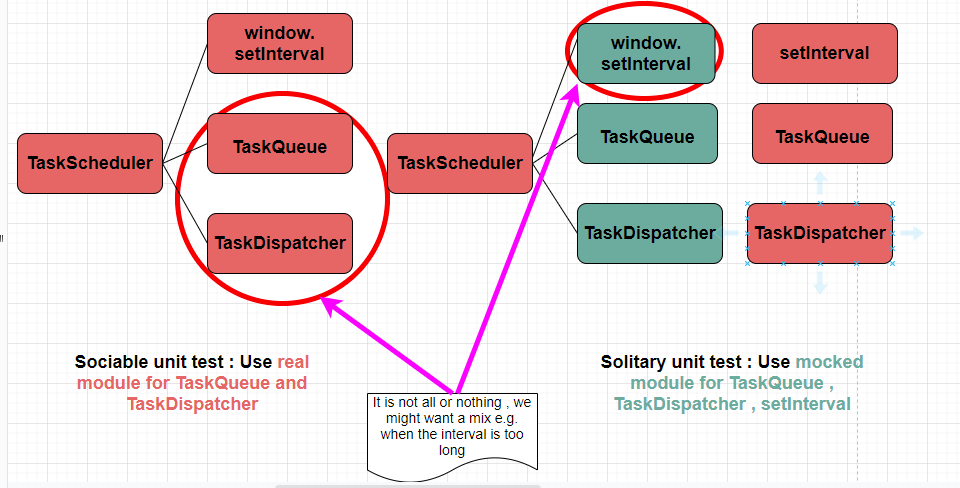 window.
setInterval
TaskQueue
TaskScheduler
TaskDispatcher
window.
setInterval
setInterval
TaskQueue
TaskQueue
TaskScheduler
TaskDispatcher
TaskDispatcher
"
Sociable unit test : Use real
module for TaskQueue and
TaskDispatcher
Solitary unit test : Use mocked
module for TaskQueue ,
TaskDispatcher , setInterval
It is not all or nothing , we
might want a mix e.g.
when the interval is too
long